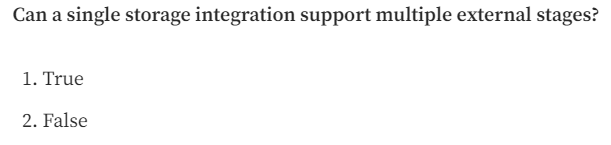 Can a single storage integration support multiple external stages?
1. True
2. False